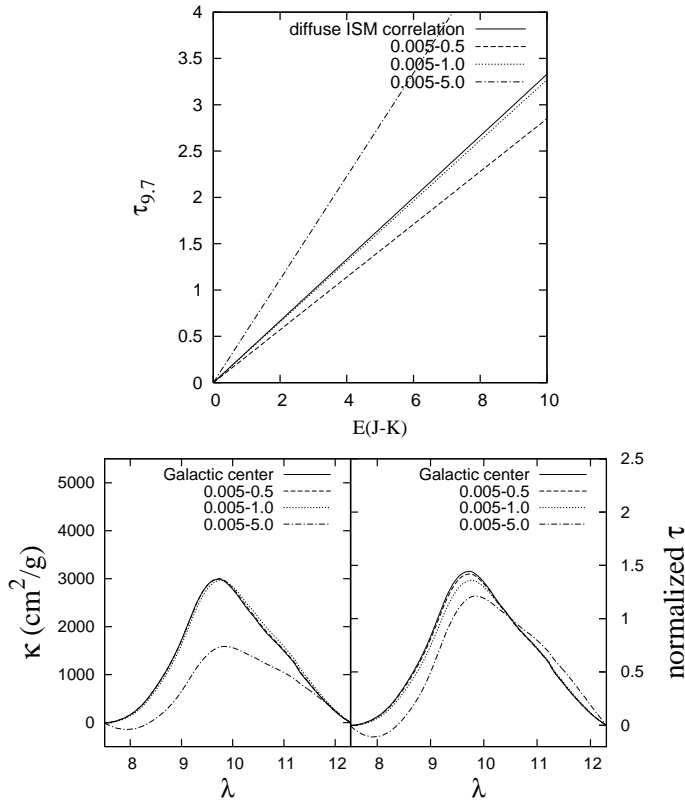 diffuse ISM correlation
0.005-0.5
0.005-1.0
0.005-5.0
4
3.5
3
2.5
2
1.5
1
0.5
0
τ9.7
0 2 4 6 8 10
E(J-K)
Galactic center
0.005-0.5
0.005-1.0
0.005-5.0
5000
4000
3000
2000
1000
0
κ (cm²/g)
8 9 10 11 12
λ
Galactic center
0.005-0.5
0.005-1.0
0.005-5.0
2.5
2
1.5
1
0.5
0
normalized τ
8 9 10 11 12
λ